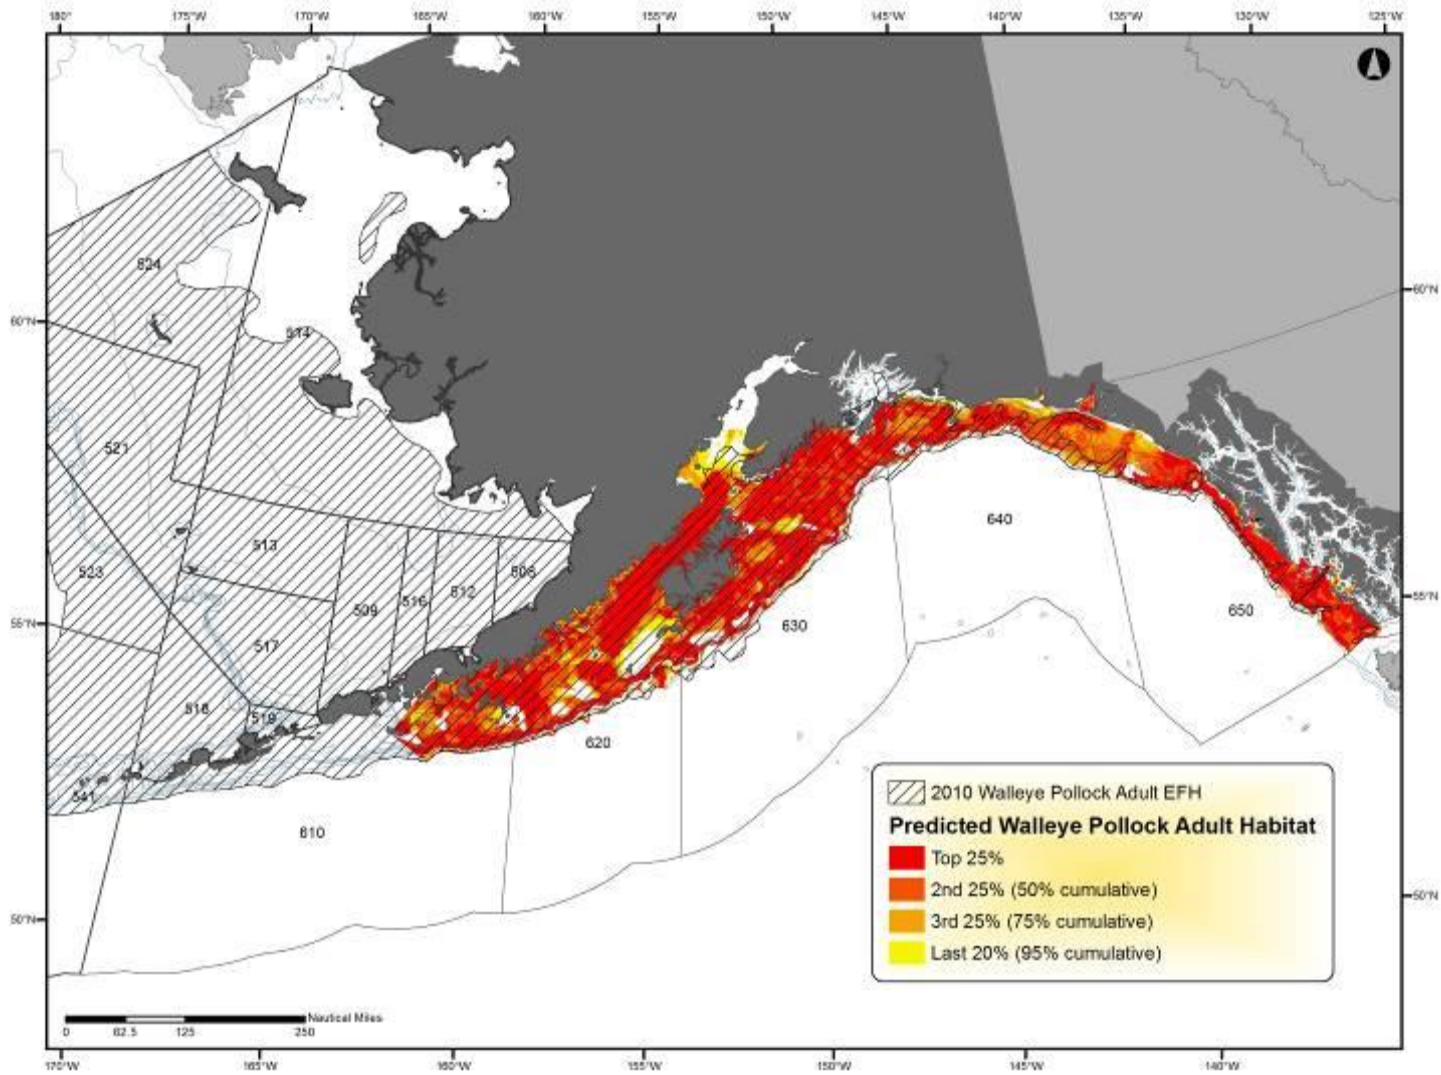 180° 175°W 170°W 165°W 160°W 155°W 150°W 145°W 140°W 135°W 130°W 125°W
524
60°N 60°N
514
521
513
523
509 516 512 508
55°N 55°N
517
630
640
650
518 519
620
541
610
2010 Walleye Pollock Adult EFH
Predicted Walleye Pollock Adult Habitat
Top 25%
2nd 25% (50% cumulative)
3rd 25% (75% cumulative)
Last 20% (95% cumulative)
50°N 50°N
Nautical Miles
0 62.5 125 250
170°W 165°W 160°W 155°W 150°W 145°W 140°W